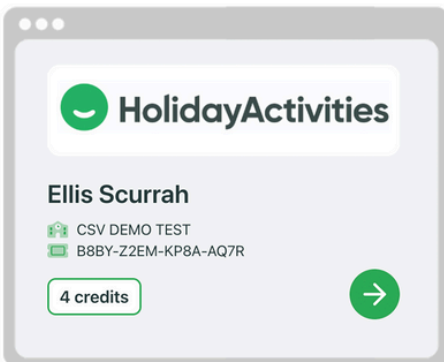 HolidayActivities
Ellis Scurrah
CSV DEMO TEST
B8BY-Z2EM-KP8A-AQ7R
4 credits